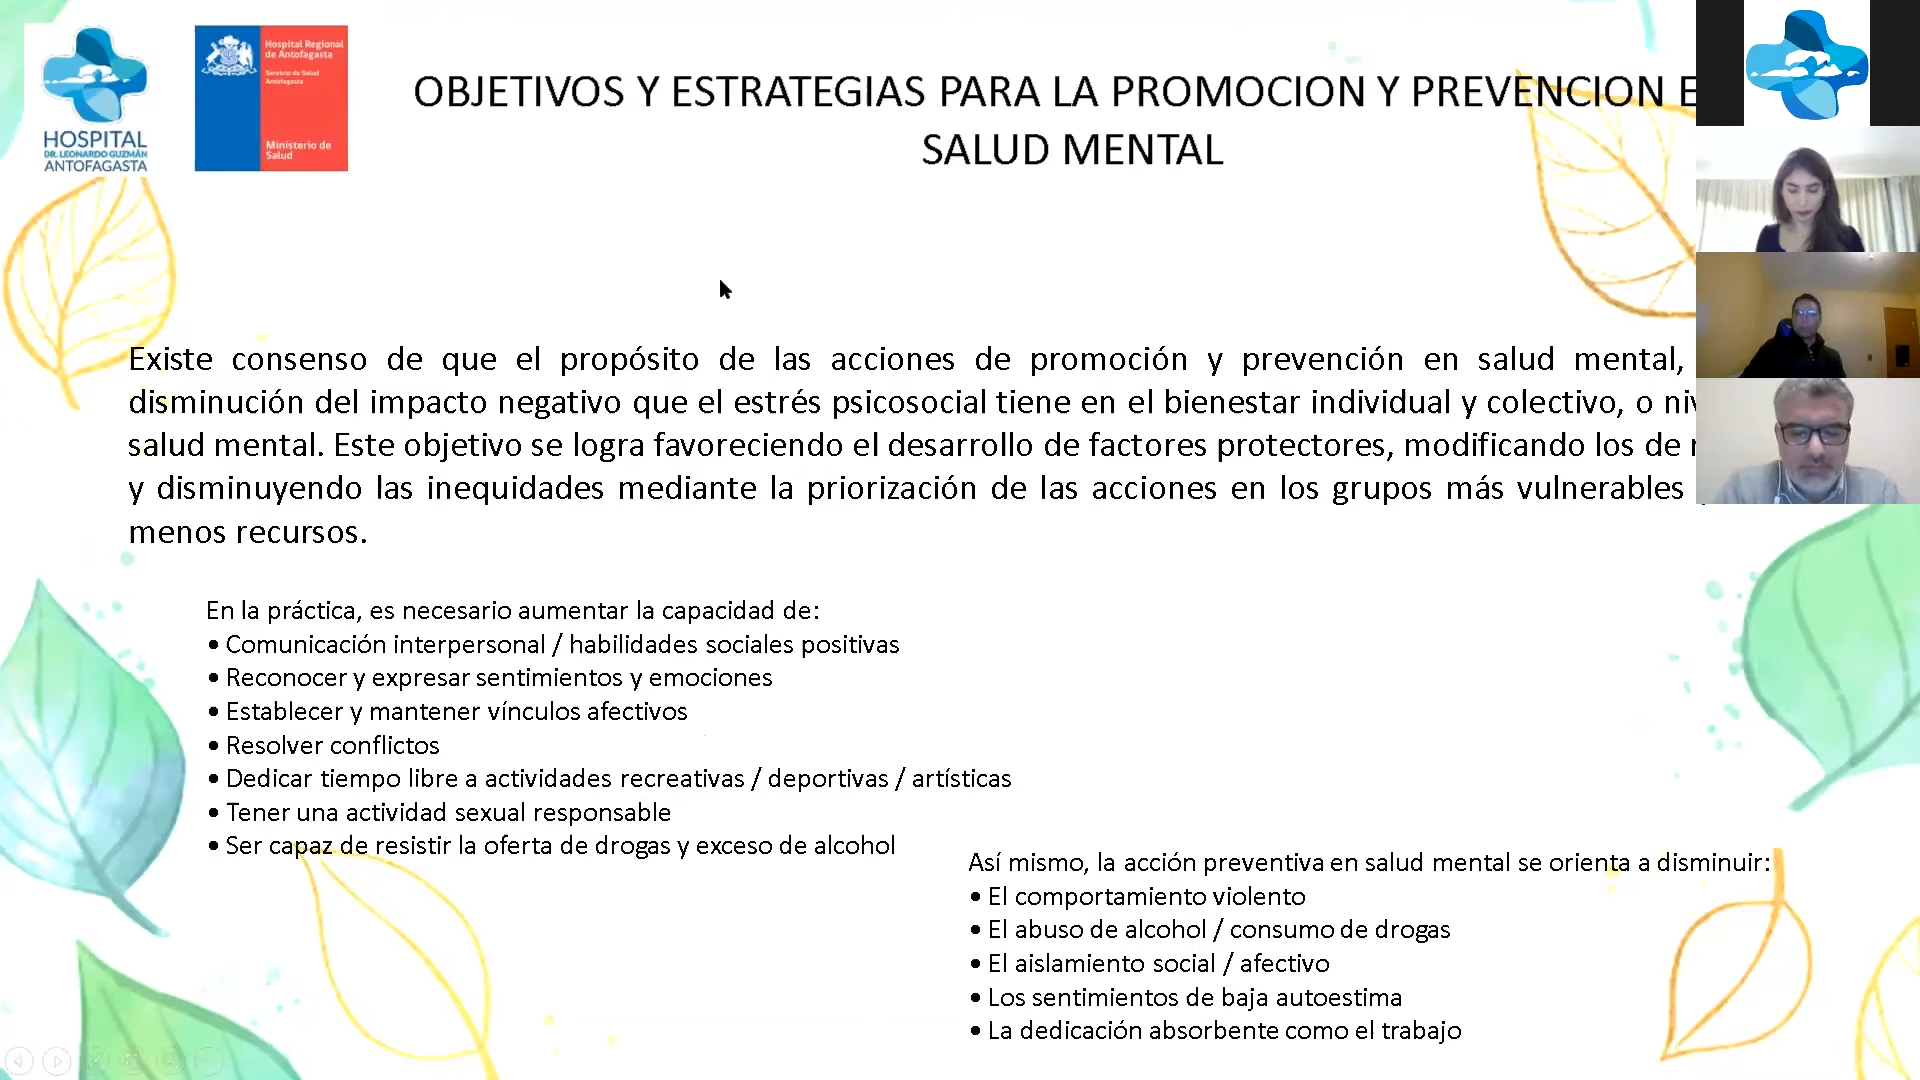 HOSPITAL
DR. LEONARDO GUZMÁN
ANTOFAGASTA
Hospital Regional
de Antofagasta
Servicio de Salud
Antofagasta
Ministerio de
Salud
OBJETIVOS Y ESTRATEGIAS PARA LA PROMOCION Y PREVENCION E
SALUD MENTAL
Existe consenso de que el propósito de las acciones de promoción y prevención en salud mental,
disminución del impacto negativo que el estrés psicosocial tiene en el bienestar individual y colectivo, o
salud mental. Este objetivo se logra favoreciendo el desarrollo de factores protectores, modificando los de
y disminuyendo las inequidades mediante la priorización de las acciones en los grupos más vulnerables
menos recursos.
En la práctica, es necesario aumentar la capacidad de:
• Comunicación interpersonal / habilidades sociales positivas
• Reconocer y expresar sentimientos y emociones
• Establecer y mantener vínculos afectivos
• Resolver conflictos
• Dedicar tiempo libre a actividades recreativas / deportivas / artísticas
• Tener una actividad sexual responsable
• Ser capaz de resistir la oferta de drogas y exceso de alcohol
Así mismo, la acción preventiva en salud mental se orienta a disminuir:
• El comportamiento violento
• El abuso de alcohol / consumo de drogas
• El aislamiento social / afectivo
• Los sentimientos de baja autoestima
• La dedicación absorbente como el trabajo